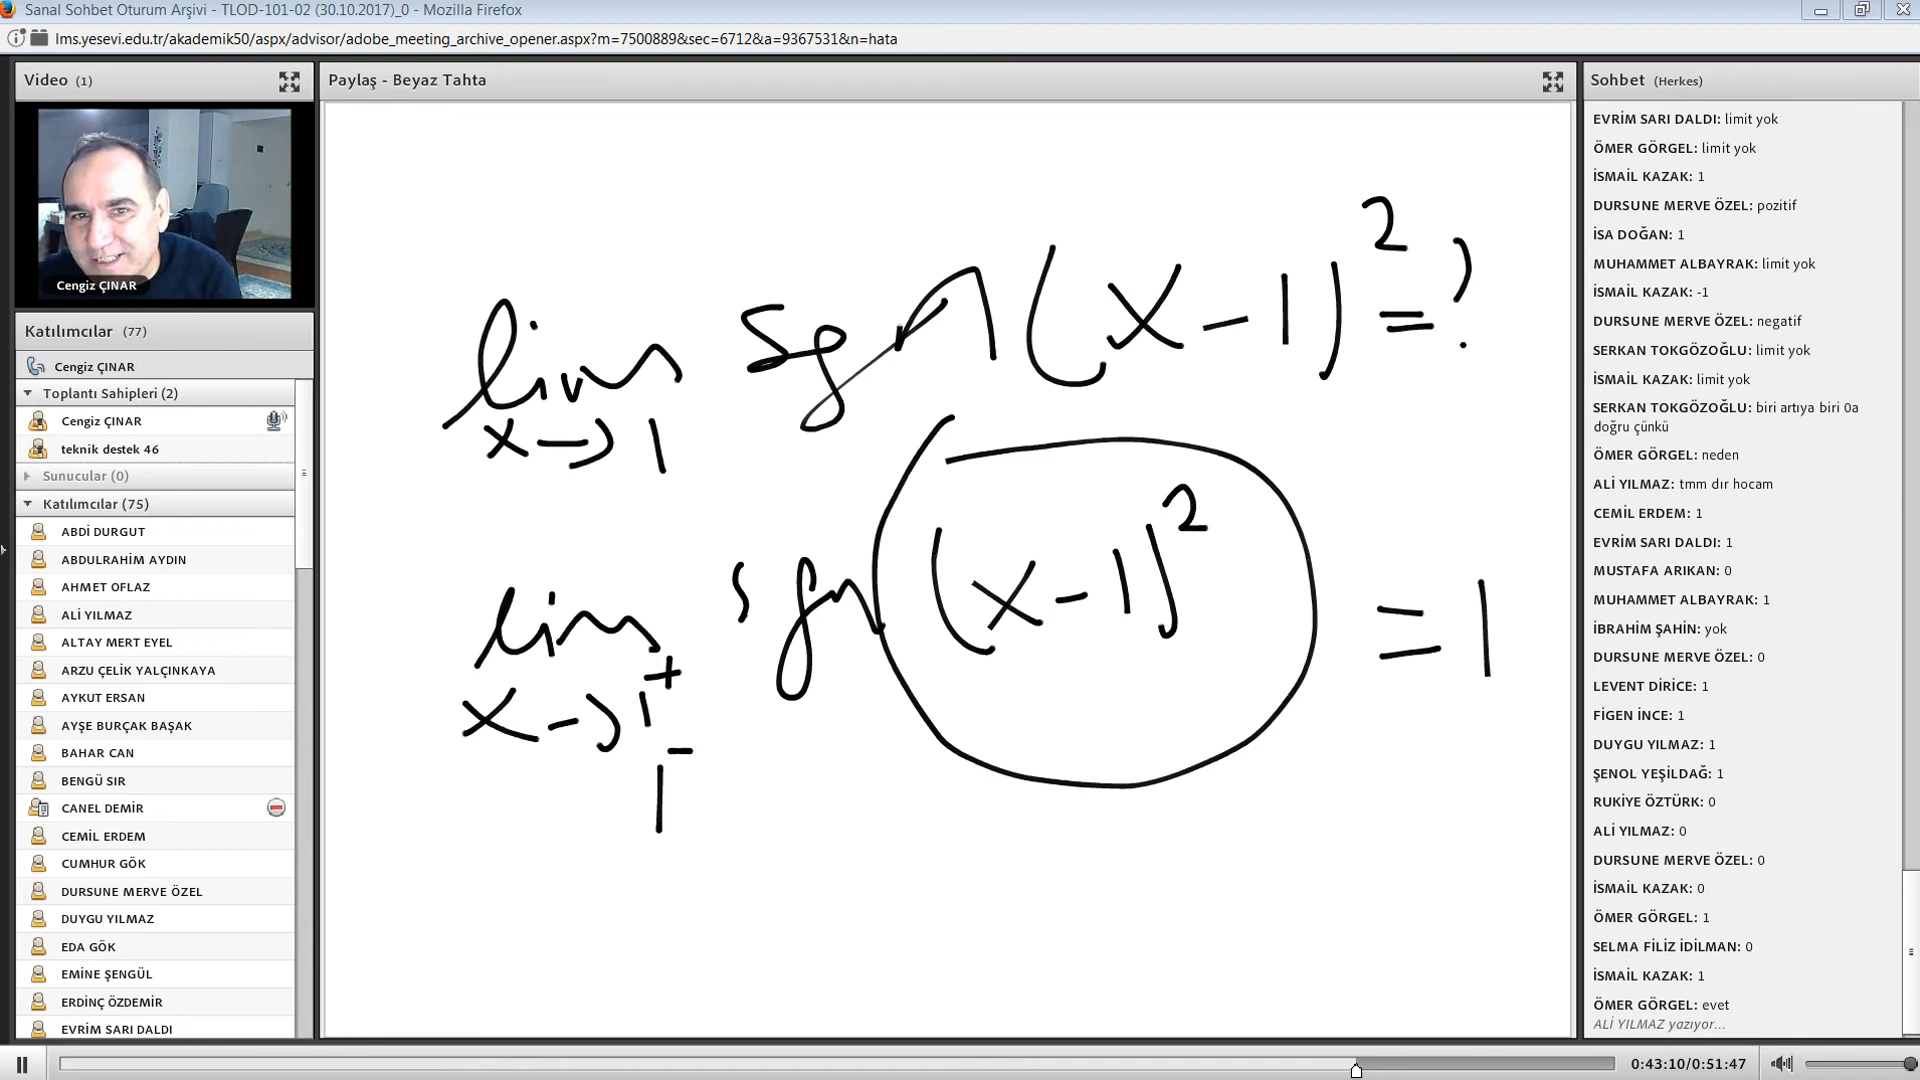 Sanal Sohbet Oturum Arşivi - TLOD-101-02 (30.10.2017)_0 - Mozilla Firefox
lms.yesevi.edu.tr/akademik50/aspx/advisor/adobe_meeting_archive_opener.aspx?m=7500889&sec=6712&a=9367531&n=hata
Video (1)
Cengiz ÇINAR
Katılımcılar (77)
Cengiz ÇINAR
Toplantı Sahipleri (2)
Cengiz ÇINAR
teknik destek 46
Sunucular (0)
Katılımcılar (75)
ABDİ DURGUT
ABDULRAHİM AYDIN
AHMET OFLAZ
ALİ YILMAZ
ALTAY MERT EYEL
ARZU ÇELİK YALÇINKAYA
AYKUT ERSAN
AYŞE BURÇAK BAŞAK
BAHAR CAN
BENGÜ SIR
CANEL DEMİR
CEMİL ERDEM
CUMHUR GÖK
DURSUNE MERVE ÖZEL
DUYGU YILMAZ
EDA GÖK
EMİNE ŞENGÜL
ERDİNÇ ÖZDEMİR
EVRİM SARI DALDI
Paylaş - Beyaz Tahta
lim sgn (x-1)² = ?
x→1
lim sgn (x-1)² = 1
x→1⁺
1⁻
Sohbet (Herkes)
EVRİM SARI DALDI: limit yok
ÖMER GÖRGEL: limit yok
İSMAİL KAZAK: 1
DURSUNE MERVE ÖZEL: pozitif
İSA DOĞAN: 1
MUHAMMET ALBAYRAK: limit yok
İSMAİL KAZAK: -1
DURSUNE MERVE ÖZEL: negatif
SERKAN TOKGÖZOĞLU: limit yok
İSMAİL KAZAK: limit yok
SERKAN TOKGÖZOĞLU: biri artıya biri 0a
doğru çünkü
ÖMER GÖRGEL: neden
ALİ YILMAZ: tmm dır hocam
CEMİL ERDEM: 1
EVRİM SARI DALDI: 1
MUSTAFA ARIKAN: 0
MUHAMMET ALBAYRAK: 1
İBRAHİM ŞAHİN: yok
DURSUNE MERVE ÖZEL: 0
LEVENT DİRİCE: 1
FİGEN İNCE: 1
DUYGU YILMAZ: 1
ŞENOL YEŞİLDAĞ: 1
RUKİYE ÖZTÜRK: 0
ALİ YILMAZ: 0
DURSUNE MERVE ÖZEL: 0
İSMAİL KAZAK: 0
ÖMER GÖRGEL: 1
SELMA FİLİZ İDİLMAN: 0
İSMAİL KAZAK: 1
ÖMER GÖRGEL: evet
ALİ YILMAZ yazıyor...
0:43:10/0:51:47